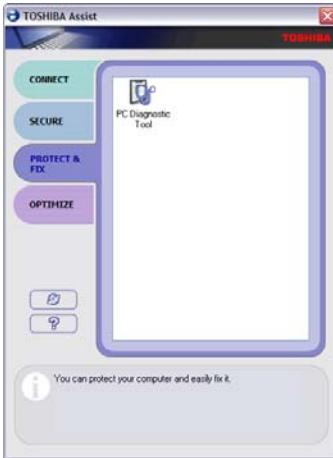 TOSHIBA Assist
TOSHIBA
CONNECT
SECURE
PROTECT &
FIX
OPTIMIZE
PC Diagnostic
Tool
?
i
You can protect your computer and easily fix it.